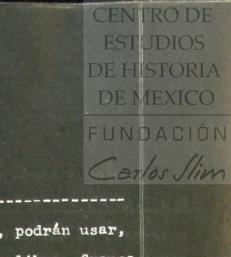 CENTRO DE
ESTUDIOS
DE HISTORIA
DE MEXICO
FUNDACIÓN
Carlos Slim
, podrán usar,